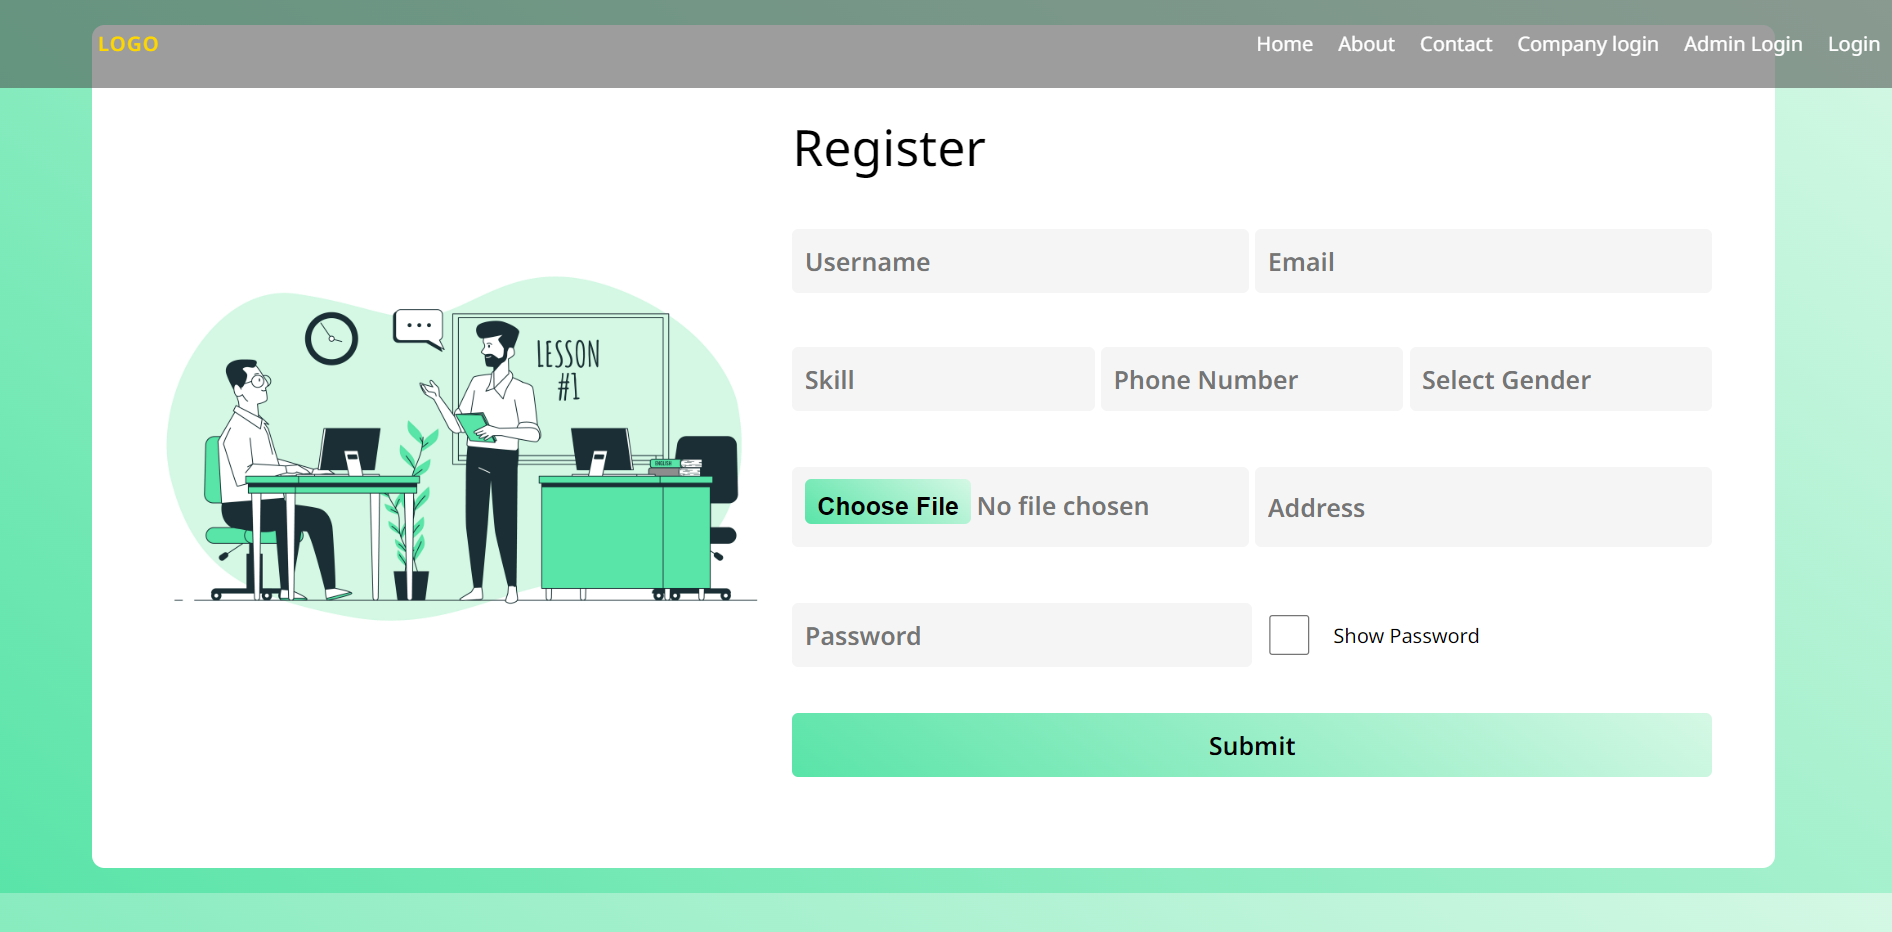 LOGO Home About Contact Company login Admin Login Login
Register
Username Email
LESSON
#1
Skill Phone Number Select Gender
ENGLISH
Choose File No file chosen Address
Password Show Password
Submit